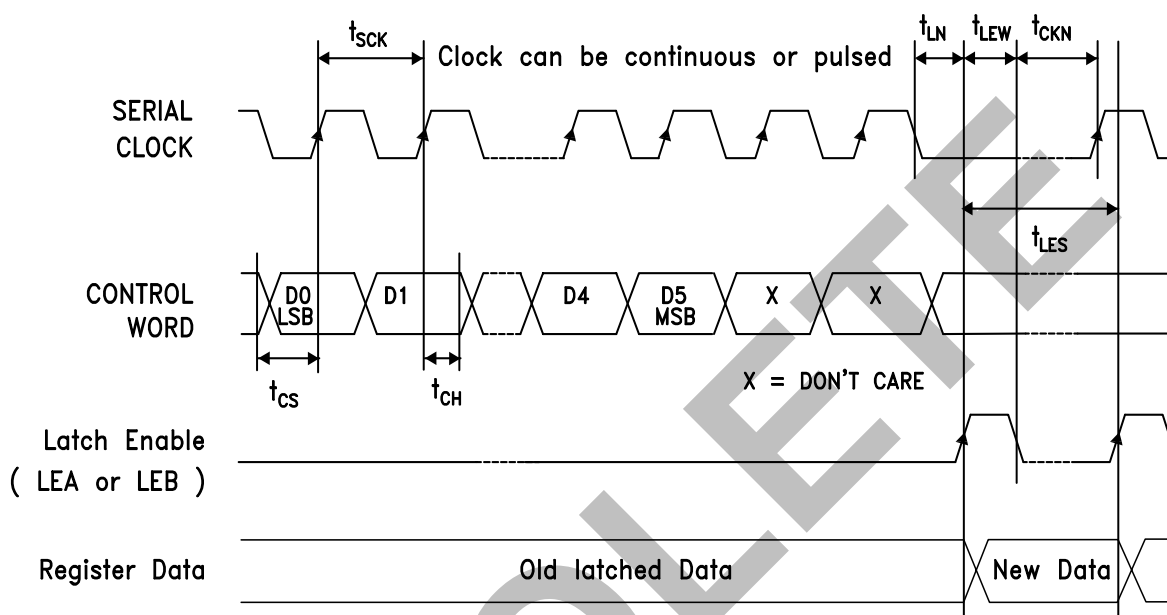 tSCK
Clock can be continuous or pulsed
tLN
tLEW
tCKN
SERIAL
CLOCK
tLES
CONTROL
WORD
D0
LSB
D1
D4
D5
MSB
X
X
tCS
tCH
X = DON'T CARE
Latch Enable
( LEA or LEB )
Register Data
Old latched Data
New Data
OLETE